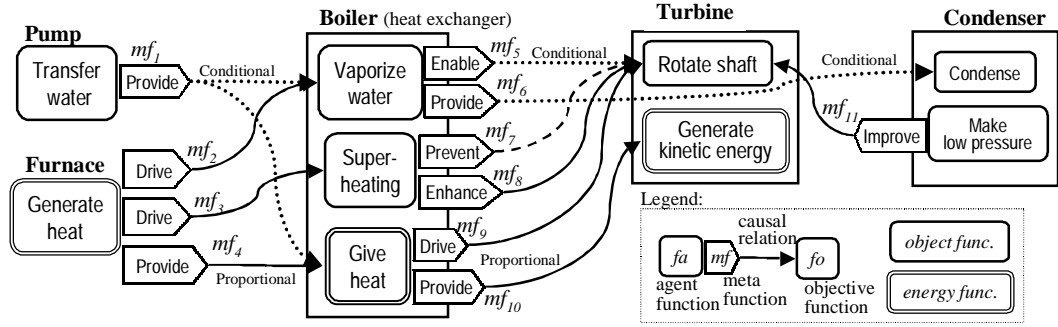 Pump
Transfer
water
mf1
Provide
Conditional
Furnace
Generate
heat
Drive
mf2
Drive
mf3
Provide
mf4
Proportional
Boiler (heat exchanger)
Vaporize
water
Enable
mf5
Conditional
Provide
mf6
Super-
heating
Prevent
mf7
Enhance
mf8
Give
heat
Drive
mf9
Proportional
Provide
mf10
Turbine
Rotate shaft
Generate
kinetic energy
Condenser
Conditional
Condense
mf11
Improve
Make
low pressure
Legend:
causal
relation
fa
mf
fo
agent
function
meta
function
objective
function
object func.
energy func.